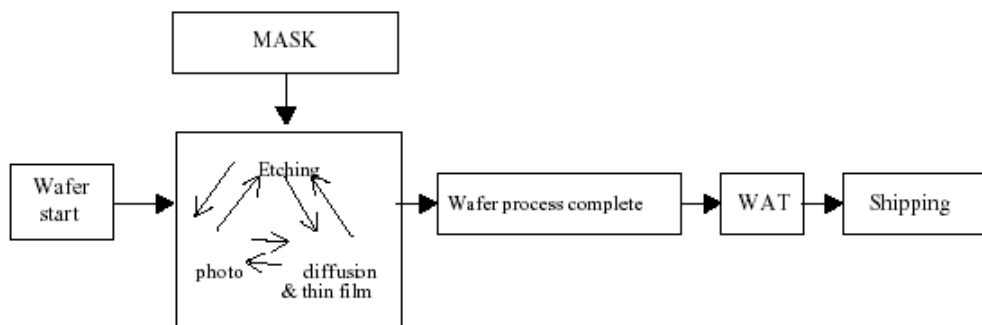 MASK
Wafer
start
Etching
photo
diffusion
& thin film
Wafer process complete
WAT
Shipping